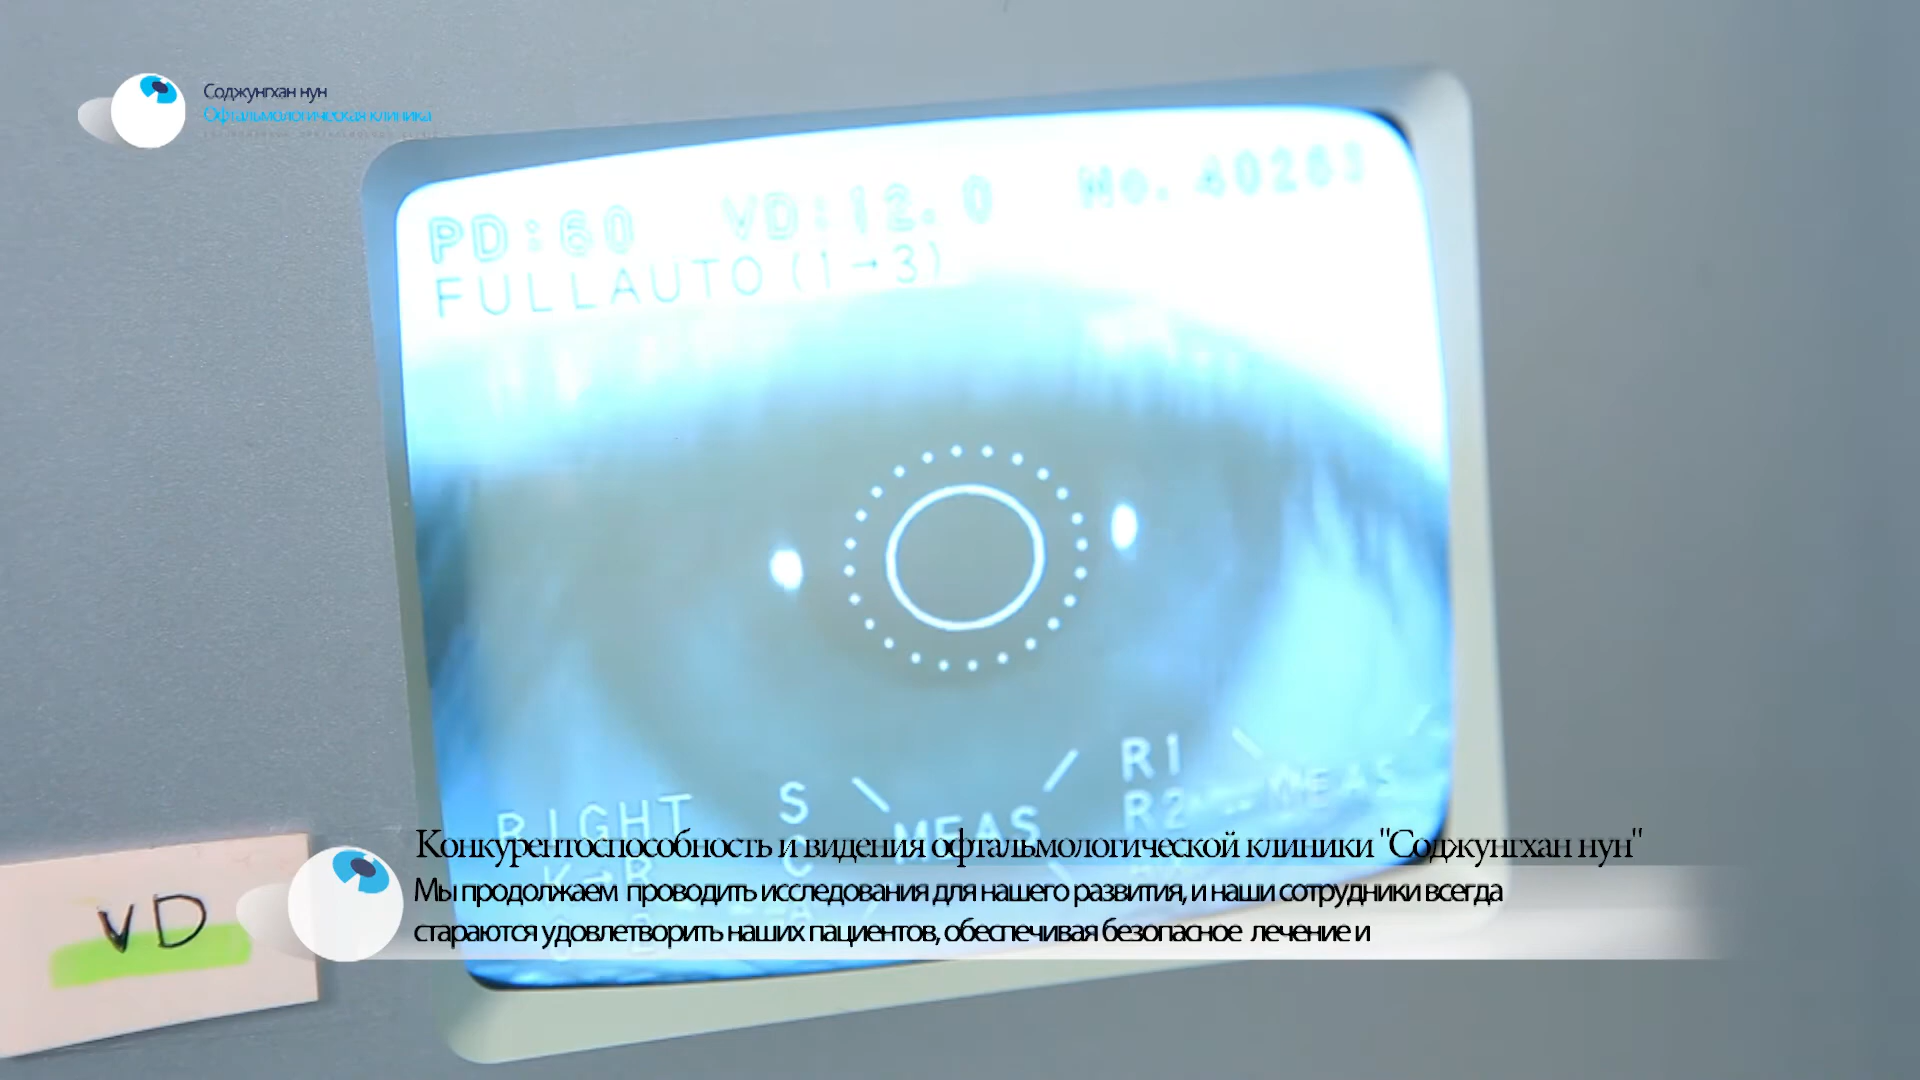 Соджунгхан нун
Офтальмологическая клиника
PD:60 VD:12.0 No.40263
FULLAUTO(1→3)
R1
RIGHT S MEAS R2 MEAS
K→R C
Конкурентоспособность и видения офтальмологической клиники "Соджунгхан нун"
Мы продолжаем проводить исследования для нашего развития, и наши сотрудники всегда
стараются удовлетворить наших пациентов, обеспечивая безопасное лечение и
VD